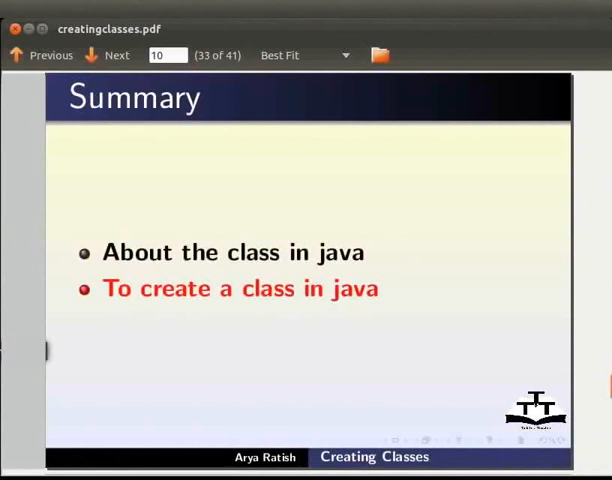 creatingclasses.pdf
Previous Next 10 (33 of 41) Best Fit
Summary
About the class in java
To create a class in java
Arya Ratish Creating Classes